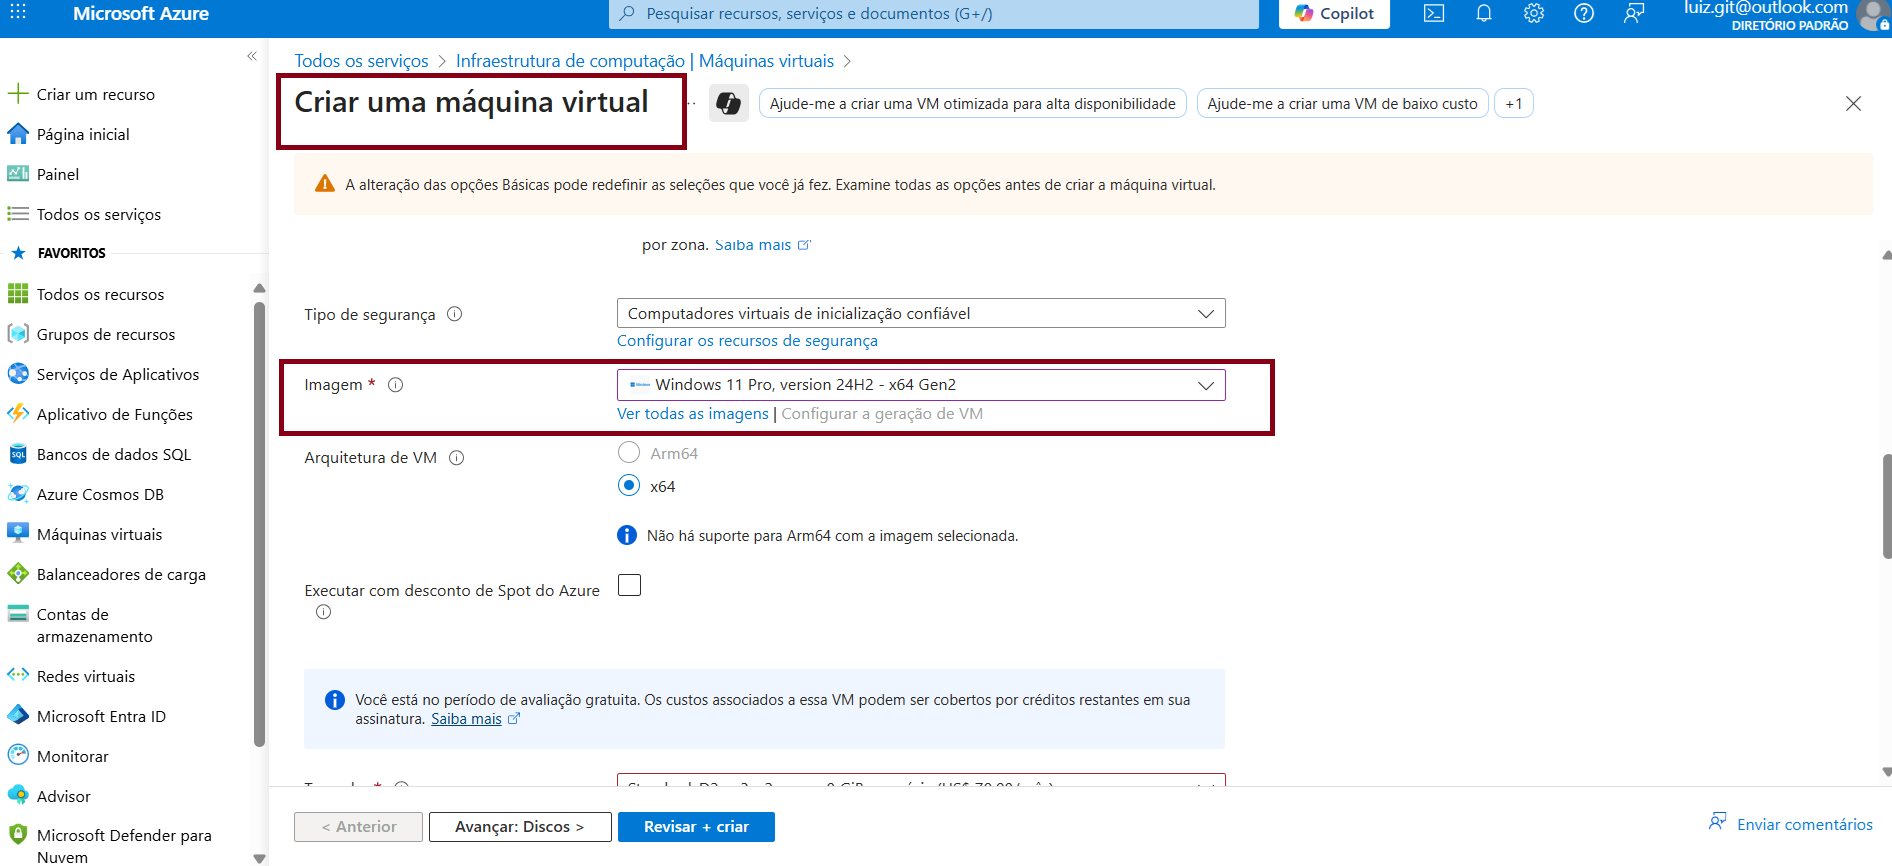 Microsoft Azure
Pesquisar recursos, serviços e documentos (G+/)
Copilot
luiz.git@outlook.com
DIRETÓRIO PADRÃO
Todos os serviços > Infraestrutura de computação | Máquinas virtuais >
Criar uma máquina virtual
Ajude-me a criar uma VM otimizada para alta disponibilidade
Ajude-me a criar uma VM de baixo custo
+1
A alteração das opções Básicas pode redefinir as seleções que você já fez. Examine todas as opções antes de criar a máquina virtual.
Criar um recurso
Página inicial
Painel
Todos os serviços
FAVORITOS
Todos os recursos
Grupos de recursos
Serviços de Aplicativos
Aplicativo de Funções
Bancos de dados SQL
Azure Cosmos DB
Máquinas virtuais
Balanceadores de carga
Contas de
armazenamento
Redes virtuais
Microsoft Entra ID
Monitorar
Advisor
Microsoft Defender para
Nuvem
por zona. Saiba mais
Tipo de segurança
Computadores virtuais de inicialização confiável
Configurar os recursos de segurança
Imagem *
Windows 11 Pro, version 24H2 - x64 Gen2
Ver todas as imagens | Configurar a geração de VM
Arquitetura de VM
Arm64
x64
Não há suporte para Arm64 com a imagem selecionada.
Executar com desconto de Spot do Azure
Você está no período de avaliação gratuita. Os custos associados a essa VM podem ser cobertos por créditos restantes em sua
assinatura. Saiba mais
< Anterior
Avançar: Discos >
Revisar + criar
Enviar comentários